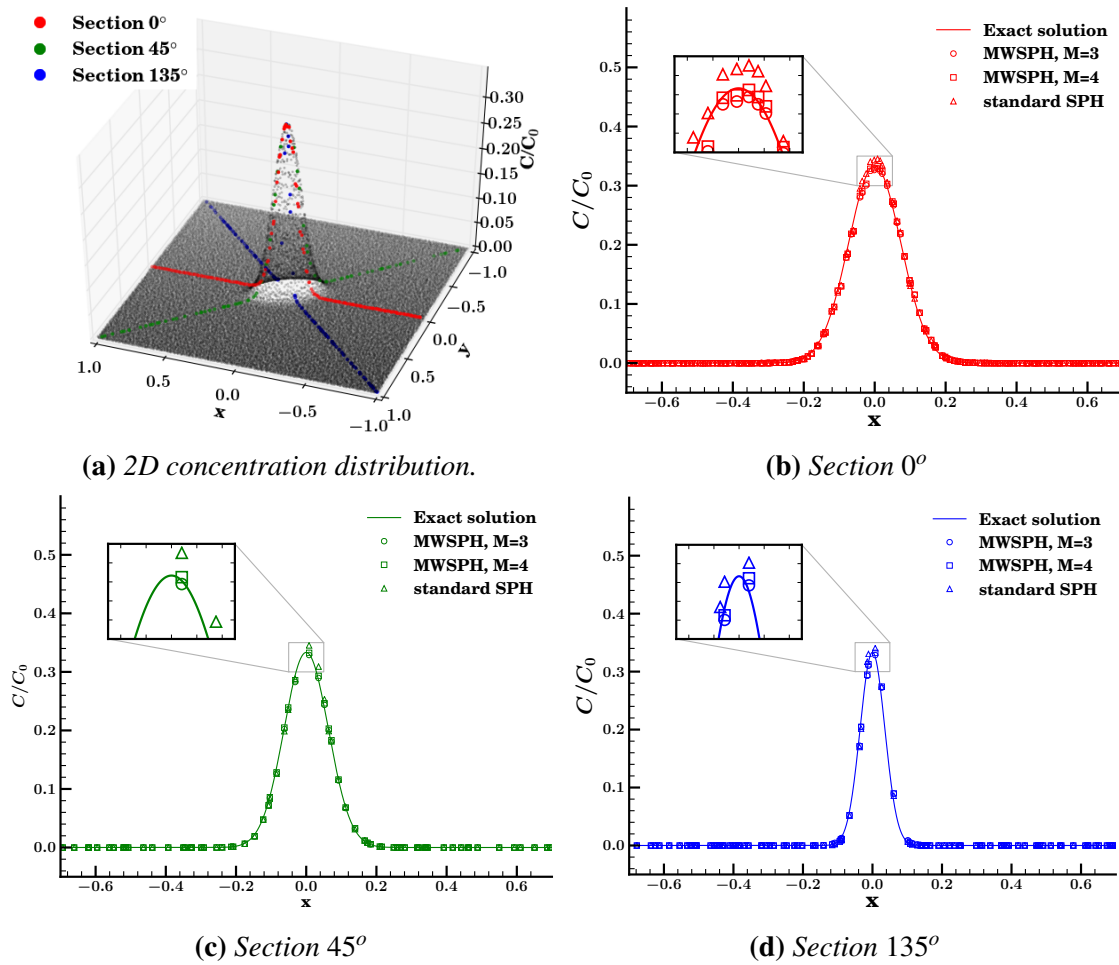 Section 0°
Section 45°
Section 135°
0.30
0.25
0.20
0.15
0.10
0.05
0.00
C/C0
−1.0
−0.5
0.0
0.5
1.0
y
1.0
0.5
0.0
−0.5
−1.0
x
(a) 2D concentration distribution.
Exact solution
MWSPH, M=3
MWSPH, M=4
standard SPH
0.5
0.4
0.3
0.2
0.1
0.0
C/C0
−0.6 −0.4 −0.2 0.0 0.2 0.4 0.6
x
(b) Section 0º
Exact solution
MWSPH, M=3
MWSPH, M=4
standard SPH
0.5
0.4
0.3
0.2
0.1
0.0
C/C0
−0.6 −0.4 −0.2 0.0 0.2 0.4 0.6
x
(c) Section 45º
Exact solution
MWSPH, M=3
MWSPH, M=4
standard SPH
0.5
0.4
0.3
0.2
0.1
0.0
C/C0
−0.6 −0.4 −0.2 0.0 0.2 0.4 0.6
x
(d) Section 135º